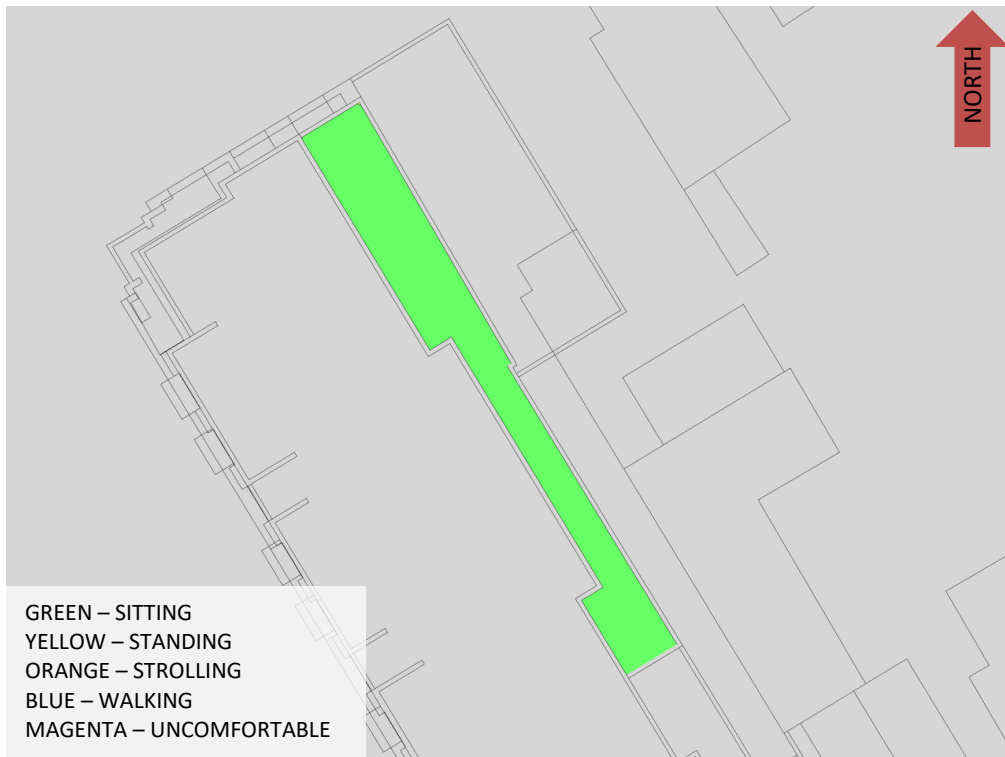 NORTH
GREEN – SITTING
YELLOW – STANDING
ORANGE – STROLLING
BLUE – WALKING
MAGENTA – UNCOMFORTABLE